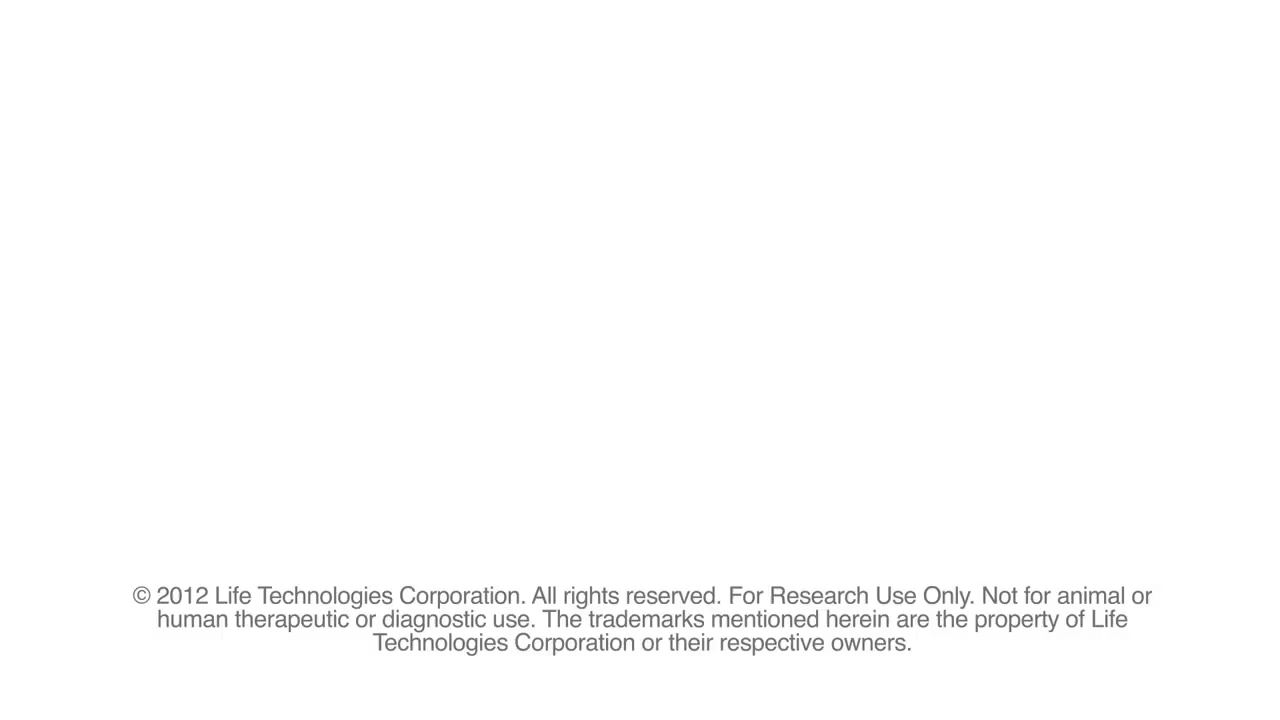 © 2012 Life Technologies Corporation. All rights reserved. For Research Use Only. Not for animal or
human therapeutic or diagnostic use. The trademarks mentioned herein are the property of Life
Technologies Corporation or their respective owners.